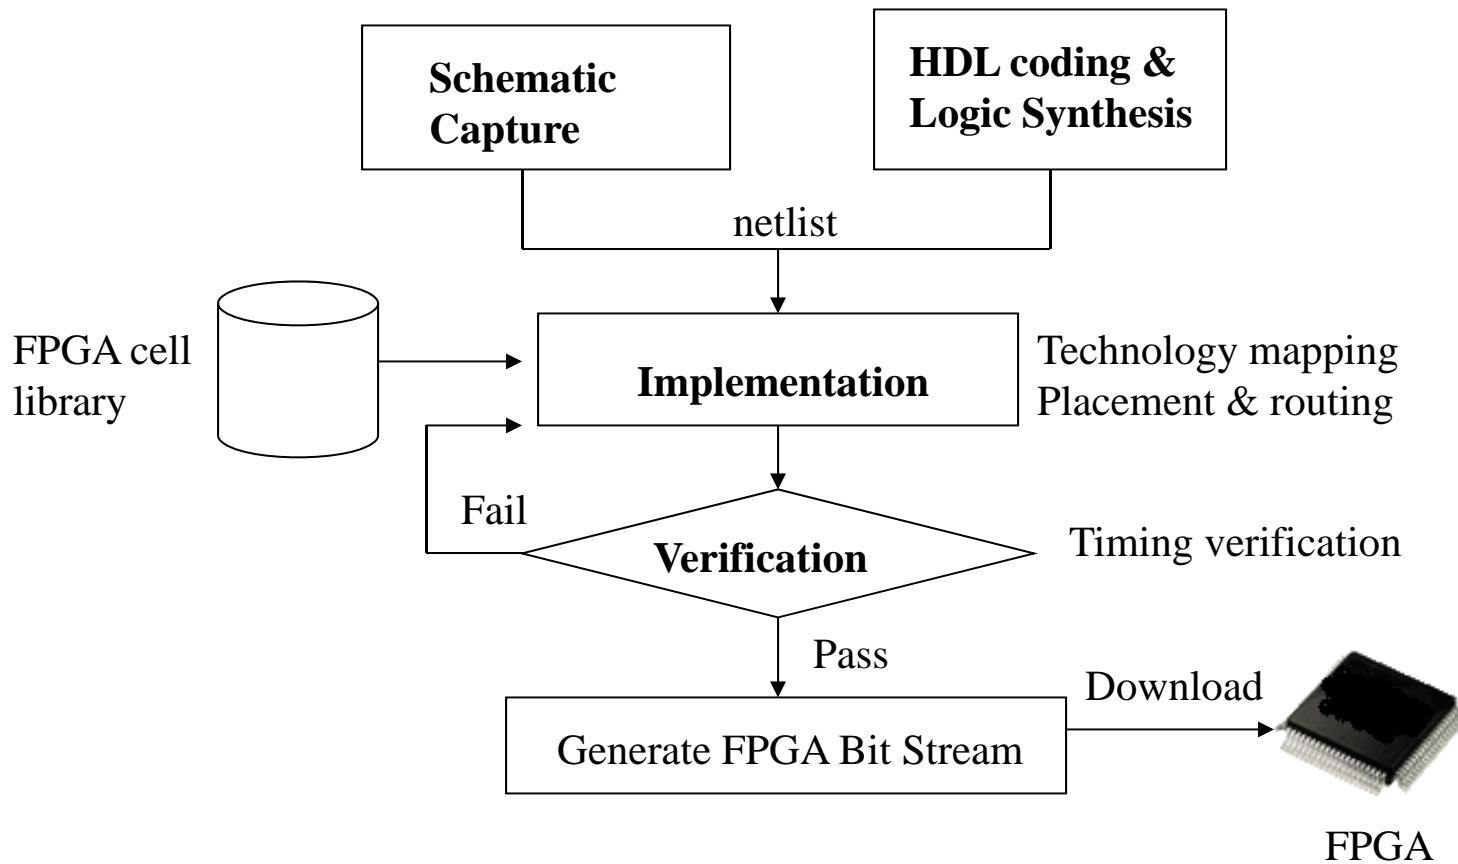 Schematic
Capture
HDL coding &
Logic Synthesis
netlist
FPGA cell
library
Implementation
Technology mapping
Placement & routing
Fail
Verification
Timing verification
Pass
Download
Generate FPGA Bit Stream
FPGA